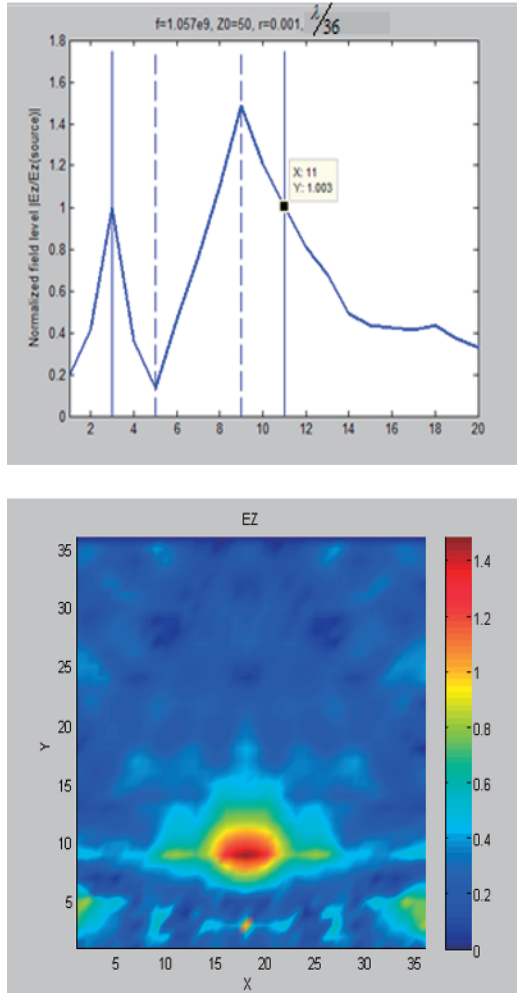 f=1.057e9, Z0=50, r=0.001, λ/36
Normalized field level |Ez/Ez(source)|
1.8
1.6
1.4
1.2
1
0.8
0.6
0.4
0.2
0
X: 11
Y: 1.003
2 4 6 8 10 12 14 16 18 20
EZ
Y
35
30
25
20
15
10
5
5 10 15 20 25 30 35
X
1.4
1.2
1
0.8
0.6
0.4
0.2
0